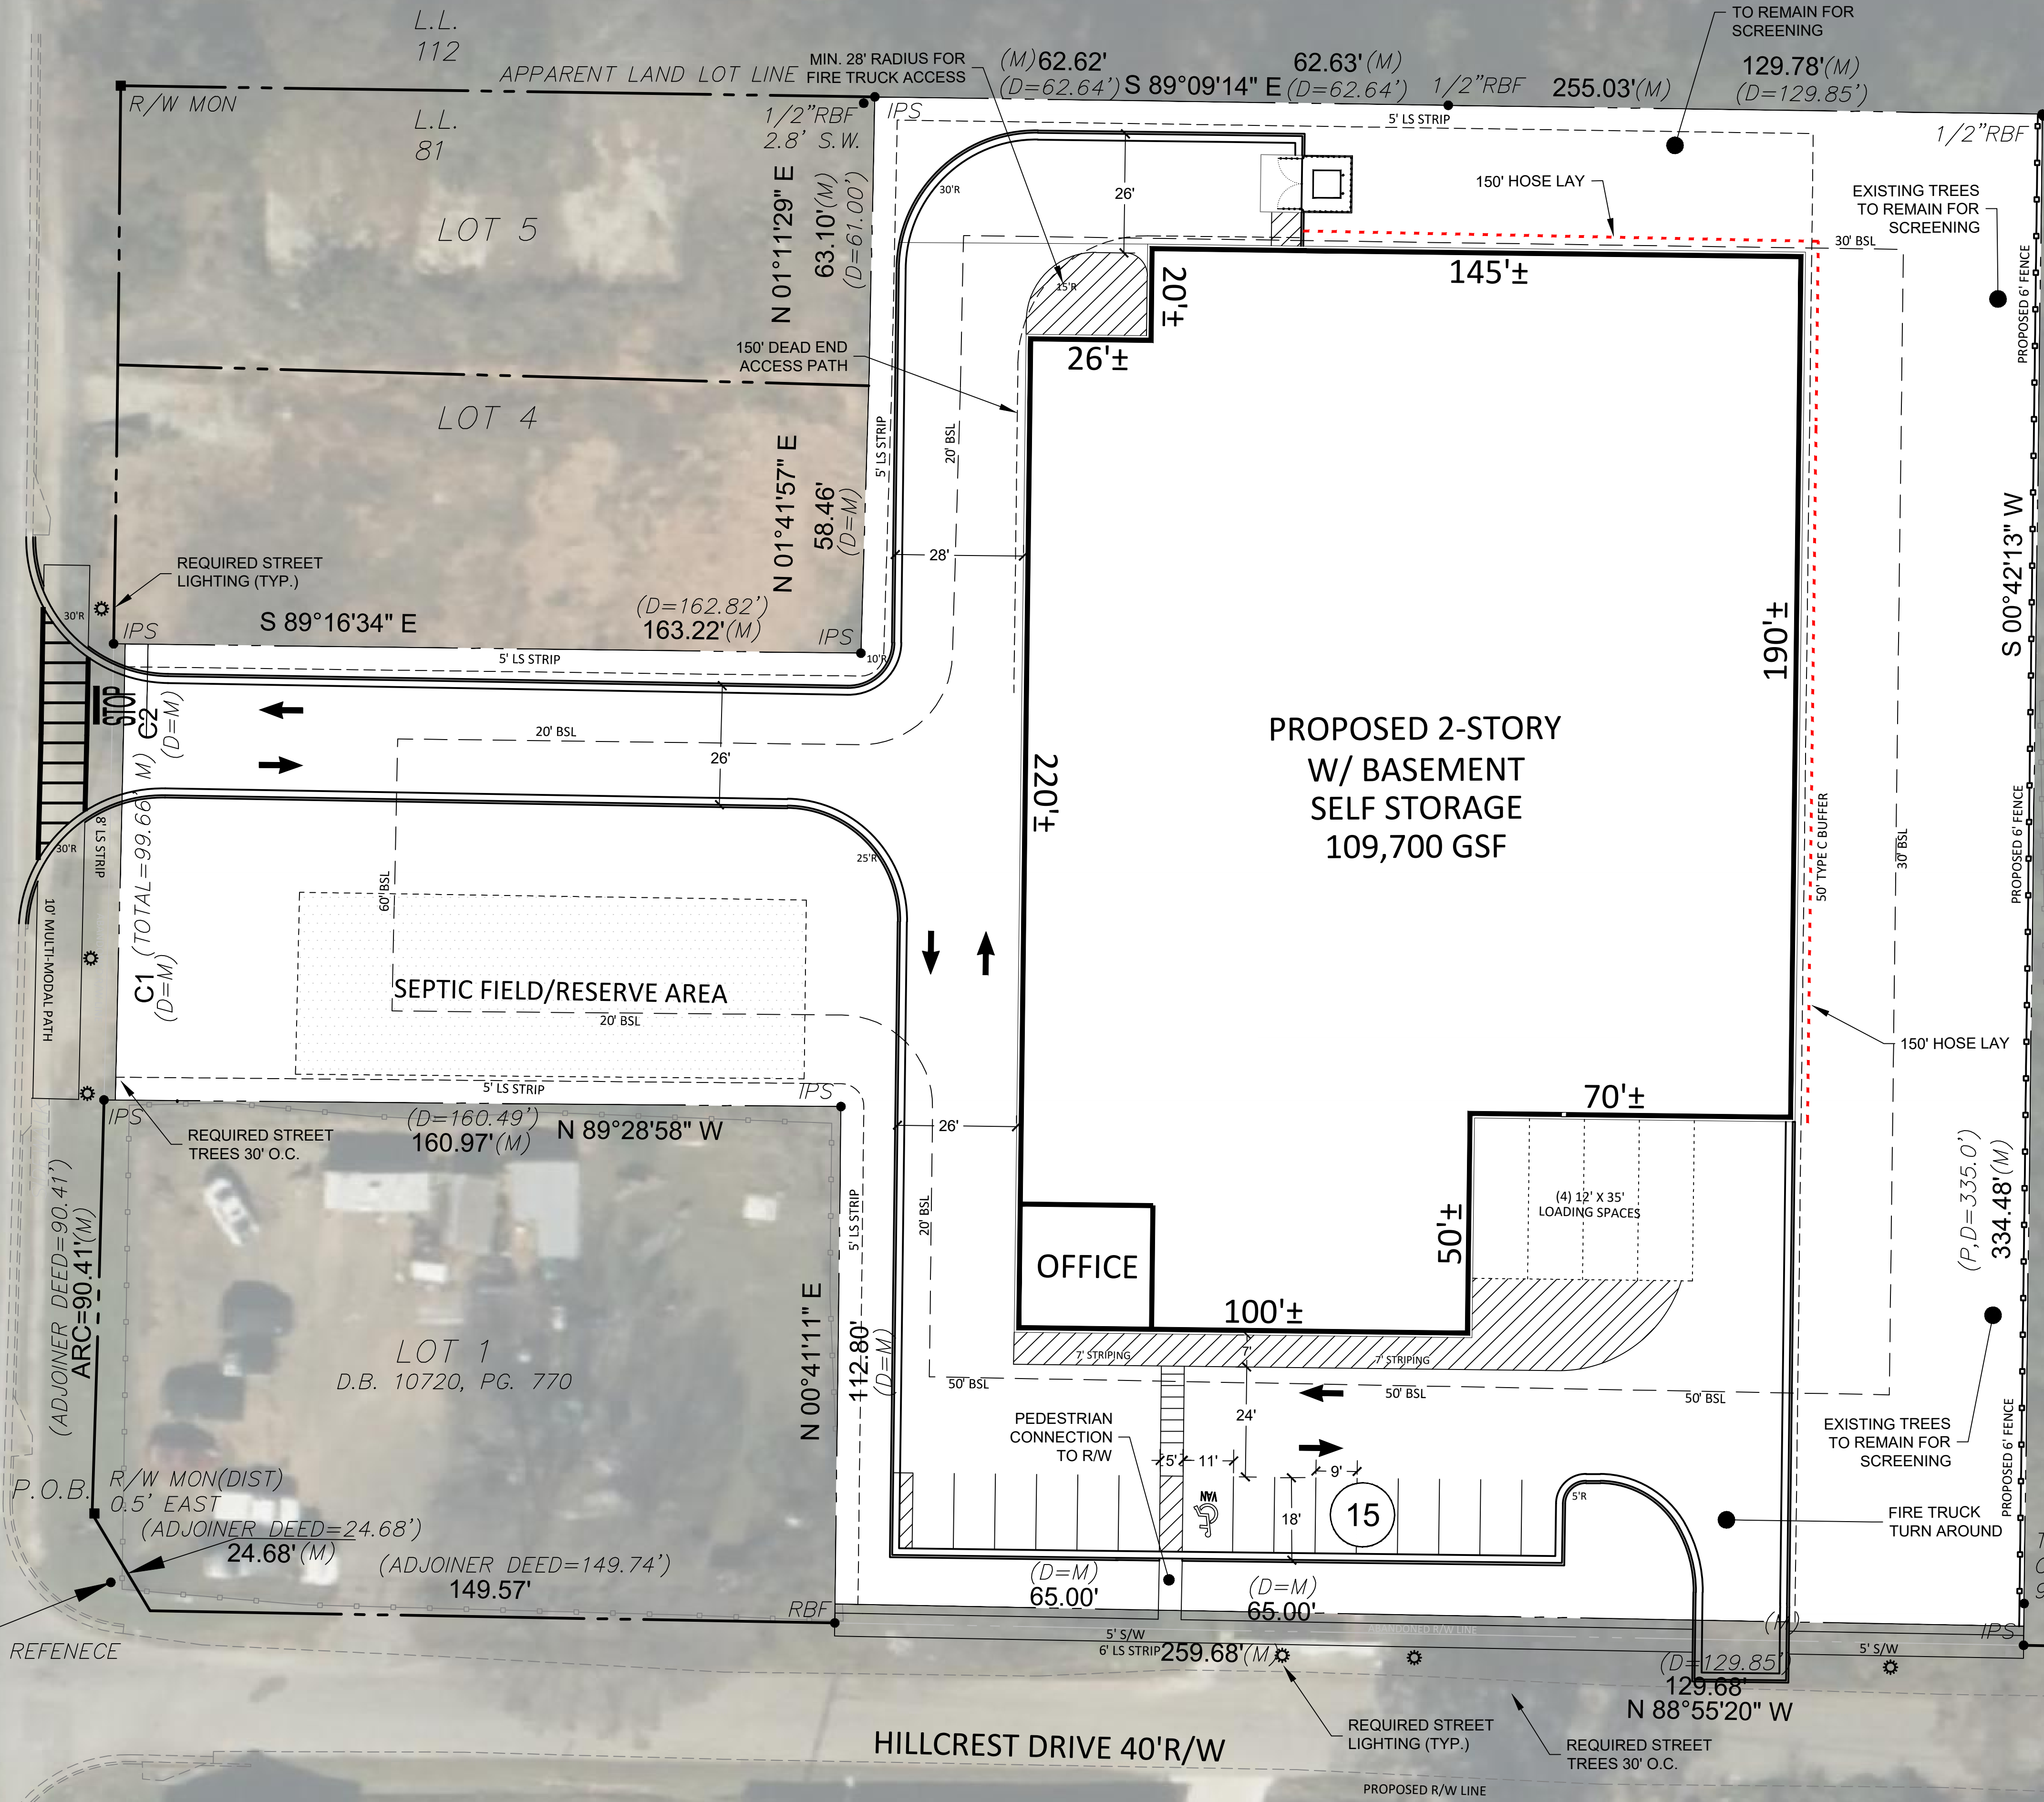 L.L.
112
APPARENT LAND LOT LINE
MIN. 28' RADIUS FOR
FIRE TRUCK ACCESS
(M) 62.62'
(D=62.64')
S 89°09'14" E
62.63' (M)
(D=62.64')
1/2"RBF
255.03' (M)
TO REMAIN FOR
SCREENING
129.78' (M)
(D=129.85')
R/W MON
L.L.
81
1/2"RBF
2.8' S.W.
IPS
5' LS STRIP
1/2"RBF
LOT 5
N 01°11'29" E
63.10' (M)
(D=61.00')
30'R
26'
150' HOSE LAY
EXISTING TREES
TO REMAIN FOR
SCREENING
30' BSL
15'R
20'±
145'±
PROPOSED 6' FENCE
150' DEAD END
ACCESS PATH
26'±
LOT 4
5' LS STRIP
20' BSL
N 01°41'57" E
58.46'
(D=M)
28'
REQUIRED STREET
LIGHTING (TYP.)
30'R
IPS
S 89°16'34" E
(D=162.82')
163.22' (M)
IPS
5' LS STRIP
10'R
S 00°42'13" W
190'±
STOP
C2
(D=M)
20' BSL
26'
220'±
PROPOSED 2-STORY
W/ BASEMENT
SELF STORAGE
109,700 GSF
50' TYPE C BUFFER
30' BSL
PROPOSED 6' FENCE
30'R
8' LS STRIP
10' MULTI-MODAL PATH
C1
(D=M)
60' BSL
25'R
SEPTIC FIELD/RESERVE AREA
20' BSL
150' HOSE LAY
5' LS STRIP
IPS
IPS
(D=160.49')
160.97' (M)
N 89°28'58" W
REQUIRED STREET
TREES 30' O.C.
26'
70'±
(ADJOINER DEED=90.41')
ARC=90.41' (M)
5' LS STRIP
20' BSL
(4) 12' X 35'
LOADING SPACES
50'±
(P,D=335.0')
334.48' (M)
OFFICE
100'±
LOT 1
D.B. 10720, PG. 770
N 00°41'11" E
112.80'
(D=M)
7' STRIPING
7'
7' STRIPING
50' BSL
50' BSL
50' BSL
24'
PEDESTRIAN
CONNECTION
TO R/W
5'
11'
9'
EXISTING TREES
TO REMAIN FOR
SCREENING
PROPOSED 6' FENCE
P.O.B.
R/W MON(DIST)
0.5' EAST
(ADJOINER DEED=24.68')
24.68' (M)
VAN
18'
15
5'R
FIRE TRUCK
TURN AROUND
(ADJOINER DEED=149.74')
149.57'
RBF
(D=M)
65.00'
(D=M)
65.00'
(M)
IPS
REFENECE
ABANDONED R/W LINE
5' S/W
6' LS STRIP
259.68' (M)
5' S/W
(D=129.85')
129.68'
N 88°55'20" W
HILLCREST DRIVE 40'R/W
REQUIRED STREET
LIGHTING (TYP.)
REQUIRED STREET
TREES 30' O.C.
PROPOSED R/W LINE